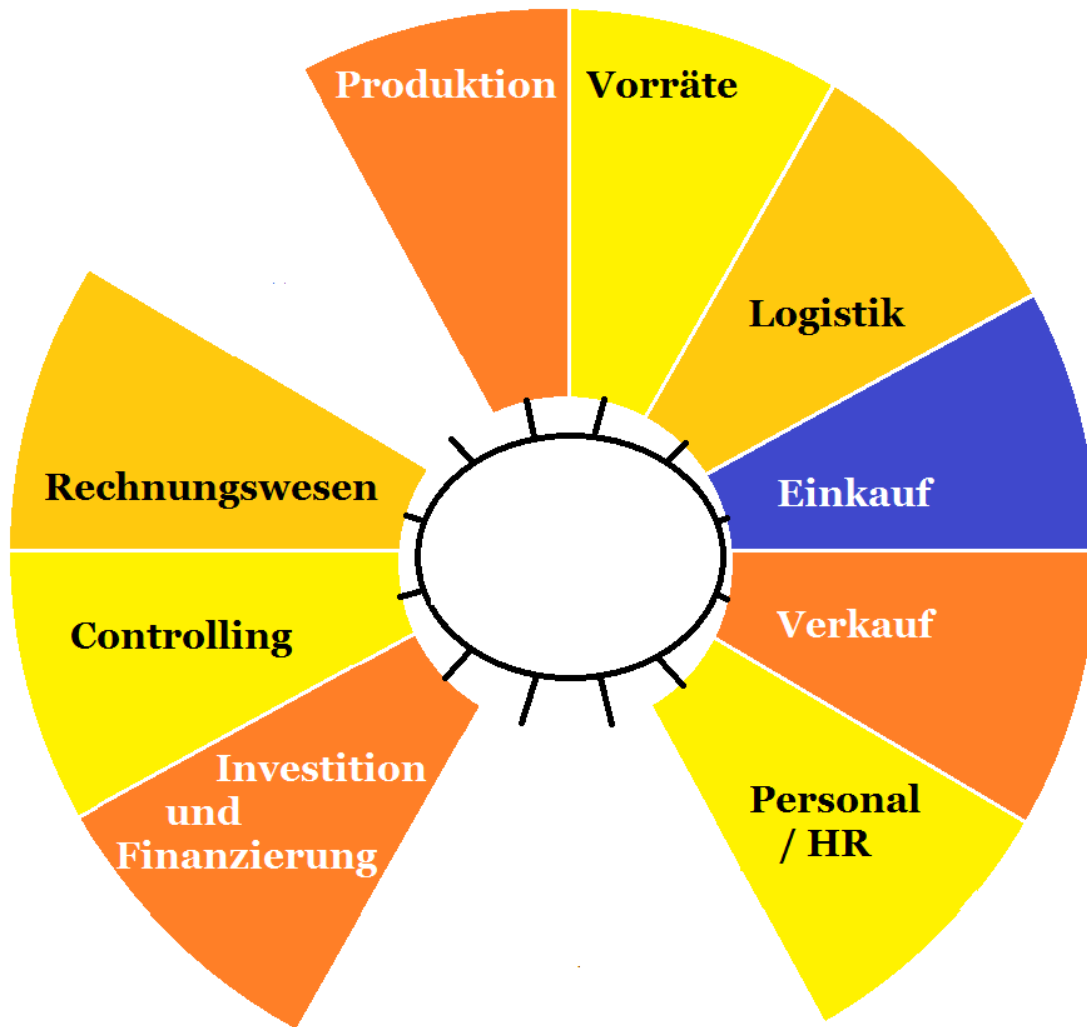 Produktion
Vorräte
Logistik
Einkauf
Verkauf
Personal
/ HR
Investition
und
Finanzierung
Controlling
Rechnungswesen